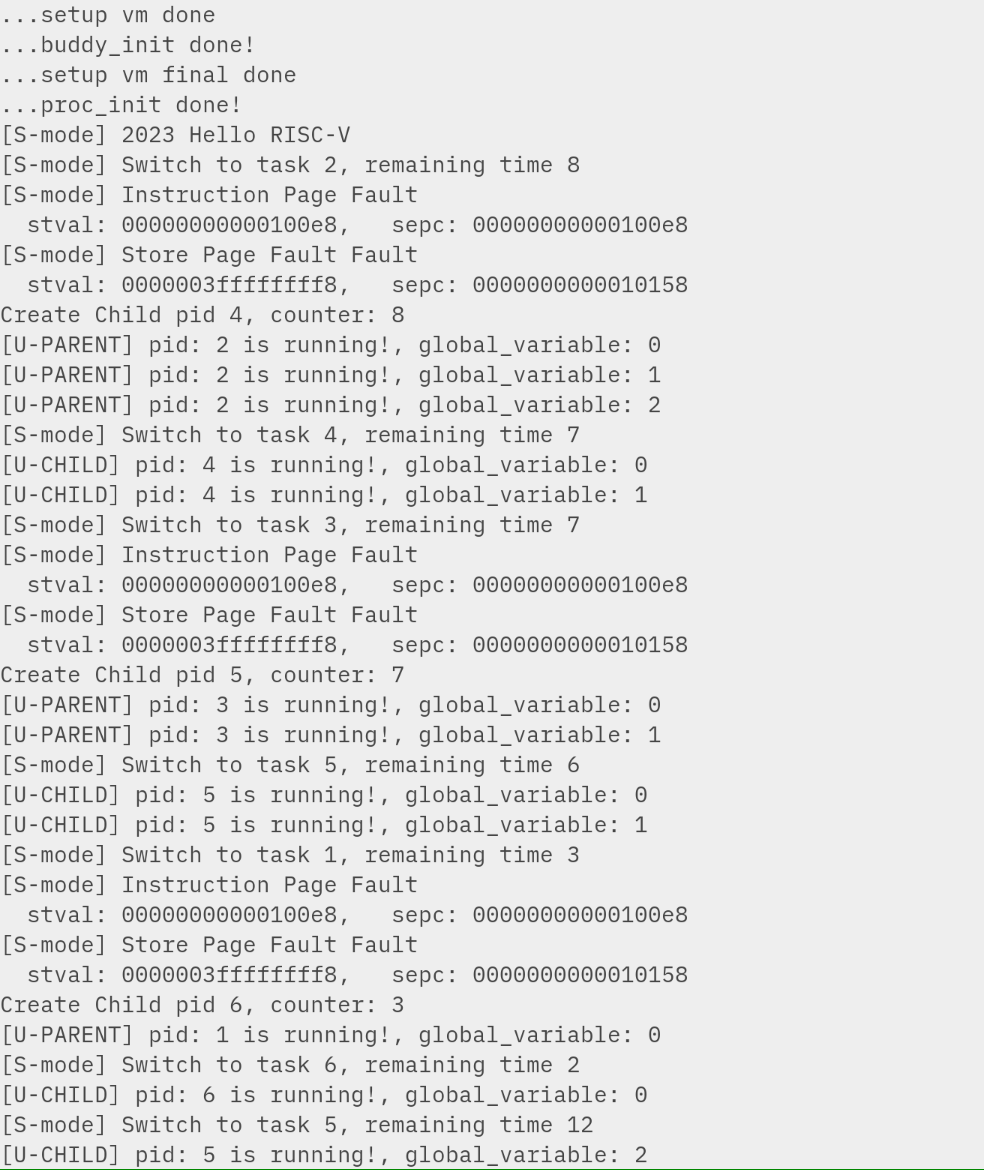 ...setup vm done
...buddy_init done!
...setup vm final done
...proc_init done!
[S-mode] 2023 Hello RISC-V
[S-mode] Switch to task 2, remaining time 8
[S-mode] Instruction Page Fault
  stval: 00000000000100e8,   sepc: 00000000000100e8
[S-mode] Store Page Fault Fault
  stval: 0000003ffffffff8,   sepc: 0000000000010158
Create Child pid 4, counter: 8
[U-PARENT] pid: 2 is running!, global_variable: 0
[U-PARENT] pid: 2 is running!, global_variable: 1
[U-PARENT] pid: 2 is running!, global_variable: 2
[S-mode] Switch to task 4, remaining time 7
[U-CHILD] pid: 4 is running!, global_variable: 0
[U-CHILD] pid: 4 is running!, global_variable: 1
[S-mode] Switch to task 3, remaining time 7
[S-mode] Instruction Page Fault
  stval: 00000000000100e8,   sepc: 00000000000100e8
[S-mode] Store Page Fault Fault
  stval: 0000003ffffffff8,   sepc: 0000000000010158
Create Child pid 5, counter: 7
[U-PARENT] pid: 3 is running!, global_variable: 0
[U-PARENT] pid: 3 is running!, global_variable: 1
[S-mode] Switch to task 5, remaining time 6
[U-CHILD] pid: 5 is running!, global_variable: 0
[U-CHILD] pid: 5 is running!, global_variable: 1
[S-mode] Switch to task 1, remaining time 3
[S-mode] Instruction Page Fault
  stval: 00000000000100e8,   sepc: 00000000000100e8
[S-mode] Store Page Fault Fault
  stval: 0000003ffffffff8,   sepc: 0000000000010158
Create Child pid 6, counter: 3
[U-PARENT] pid: 1 is running!, global_variable: 0
[S-mode] Switch to task 6, remaining time 2
[U-CHILD] pid: 6 is running!, global_variable: 0
[S-mode] Switch to task 5, remaining time 12
[U-CHILD] pid: 5 is running!, global_variable: 2